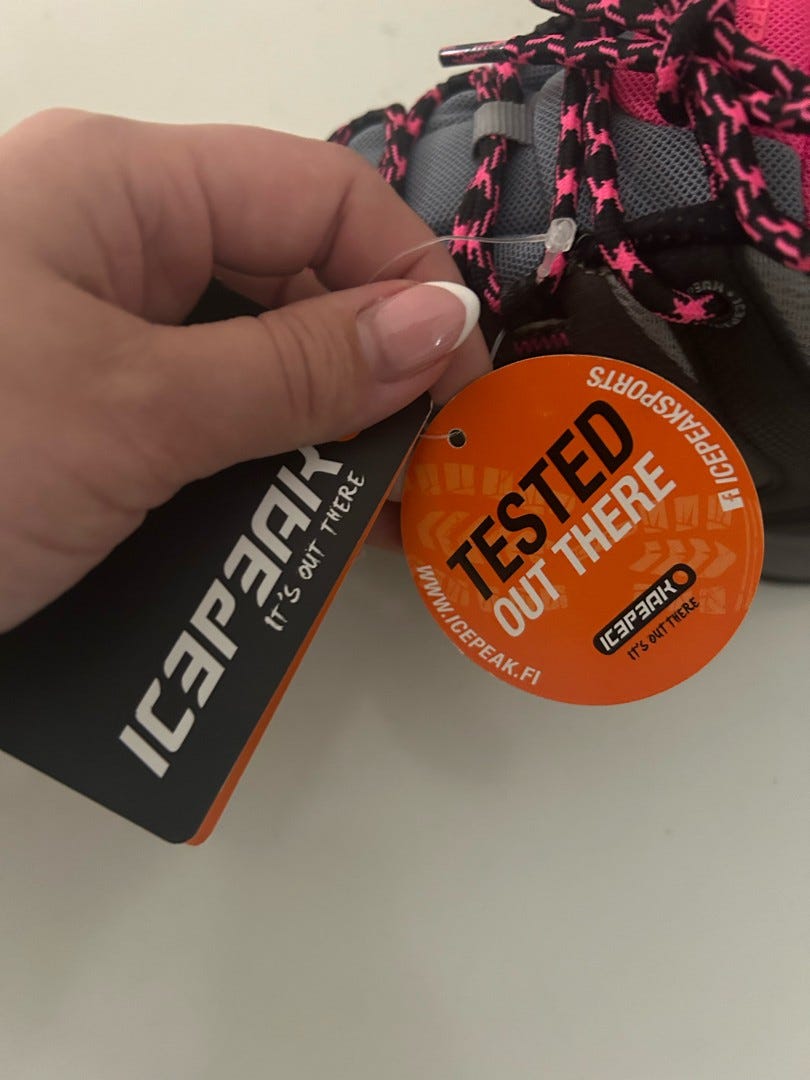 ICEPEAK
IT'S OUT THERE
TESTED
OUT THERE
ICEPEAKSPORTS
WWW.ICEPEAK.FI
ICEPEAK
IT'S OUT THERE